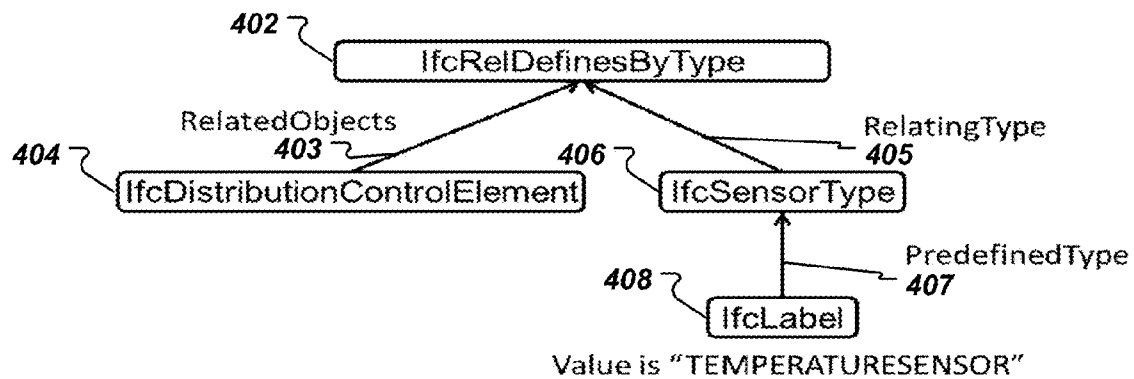 402
IfcRelDefinesByType
RelatedObjects
403
RelatingType
405
404
IfcDistributionControlElement
406
IfcSensorType
PredefinedType
407
408
IfcLabel
Value is "TEMPERATURESENSOR"